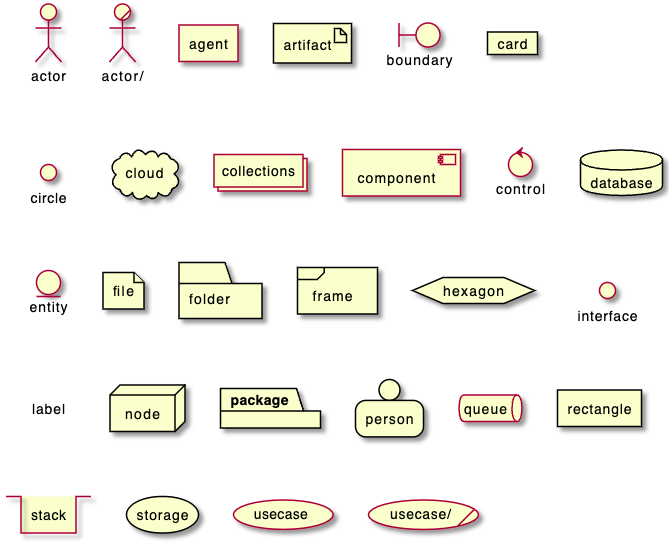 actor
actor/
agent
artifact
boundary
card
circle
cloud
collections
component
control
database
entity
file
folder
frame
hexagon
interface
label
node
package
person
queue
rectangle
stack
storage
usecase
usecase/